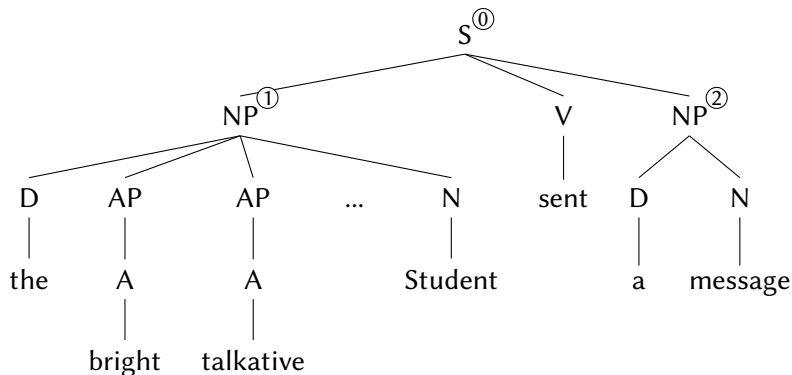 S⓪
NP① V NP②
D AP AP ... N sent D N
the A A Student a message
bright talkative